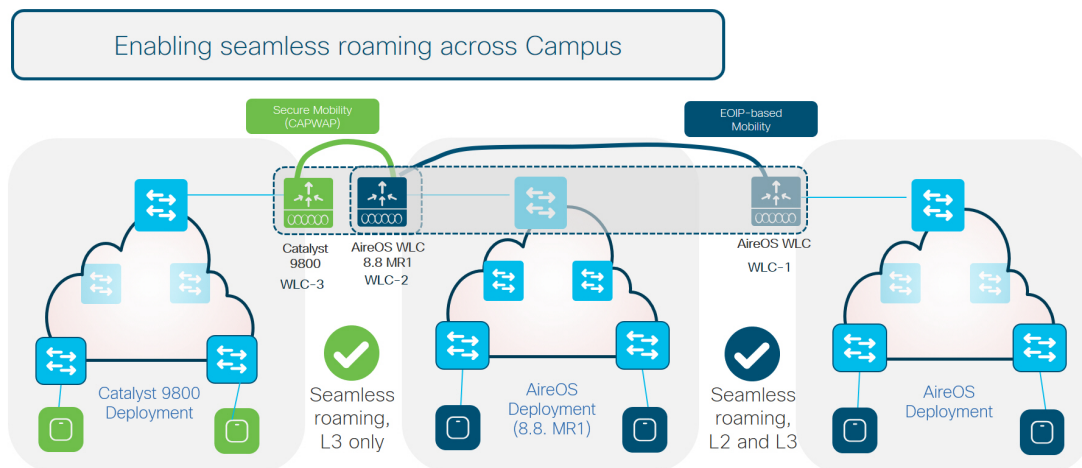 Enabling seamless roaming across Campus
Secure Mobility
(CAPWAP)
EOIP-based
Mobility
Catalyst
9800
WLC-3
AireOS WLC
8.8 MR1
WLC-2
AireOS WLC
WLC-1
Catalyst 9800
Deployment
Seamless
roaming,
L3 only
AireOS
Deployment
(8.8. MR1)
Seamless
roaming,
L2 and L3
AireOS
Deployment